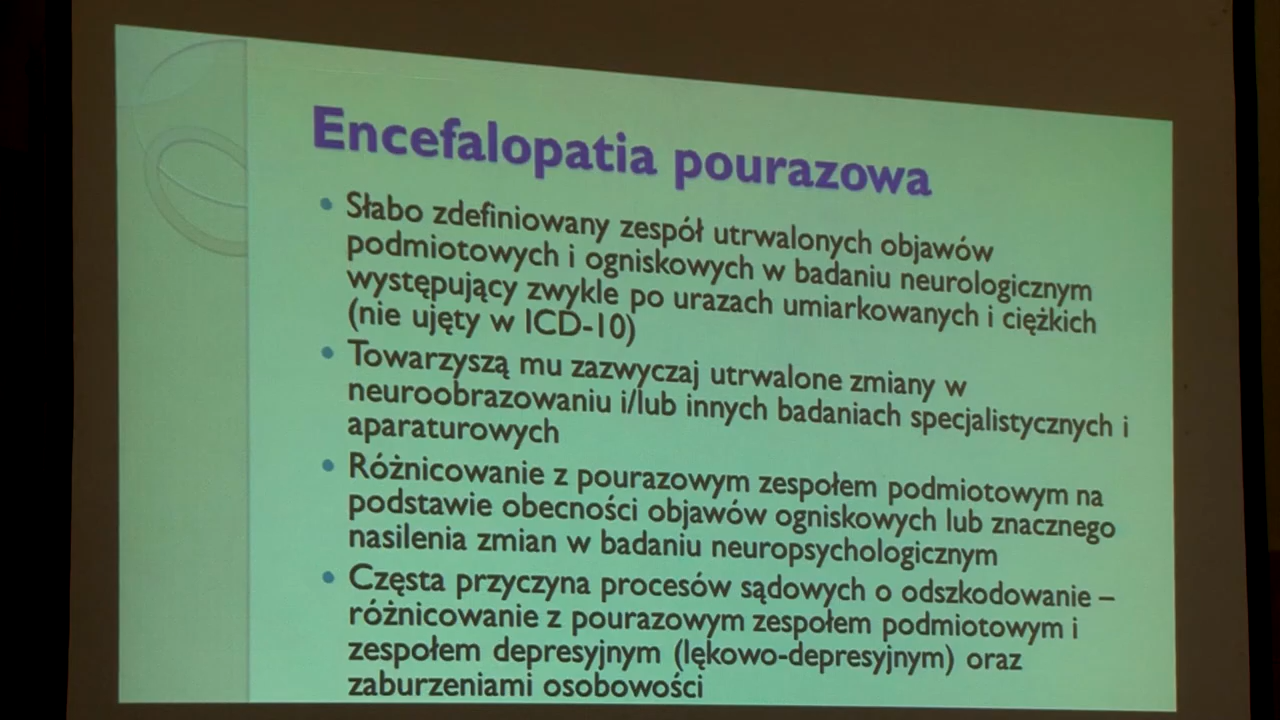 Encefalopatia pourazowa
• Słabo zdefiniowany zespół utrwalonych objawów
podmiotowych i ogniskowych w badaniu neurologicznym
występujący zwykle po urazach umiarkowanych i ciężkich
(nie ujęty w ICD-10)
• Towarzyszą mu zazwyczaj utrwalone zmiany w
neuroobrazowaniu i/lub innych badaniach specjalistycznych i
aparaturowych
• Różnicowanie z pourazowym zespołem podmiotowym na
podstawie obecności objawów ogniskowych lub znacznego
nasilenia zmian w badaniu neuropsychologicznym
• Częsta przyczyna procesów sądowych o odszkodowanie –
różnicowanie z pourazowym zespołem podmiotowym i
zespołem depresyjnym (lękowo-depresyjnym) oraz
zaburzeniami osobowości